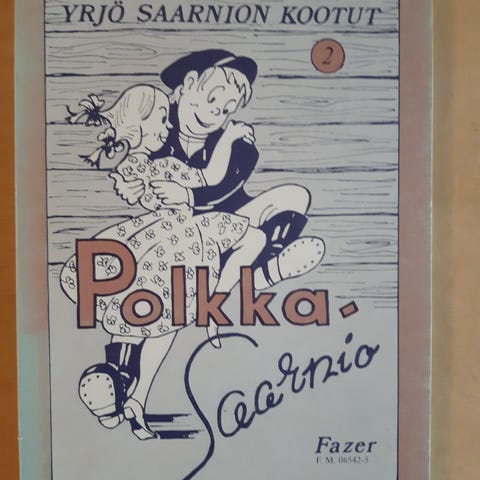 YRJÖ SAARNION KOOTUT
2
Polkka-
Saarnio
Fazer
F. M. 06542-5